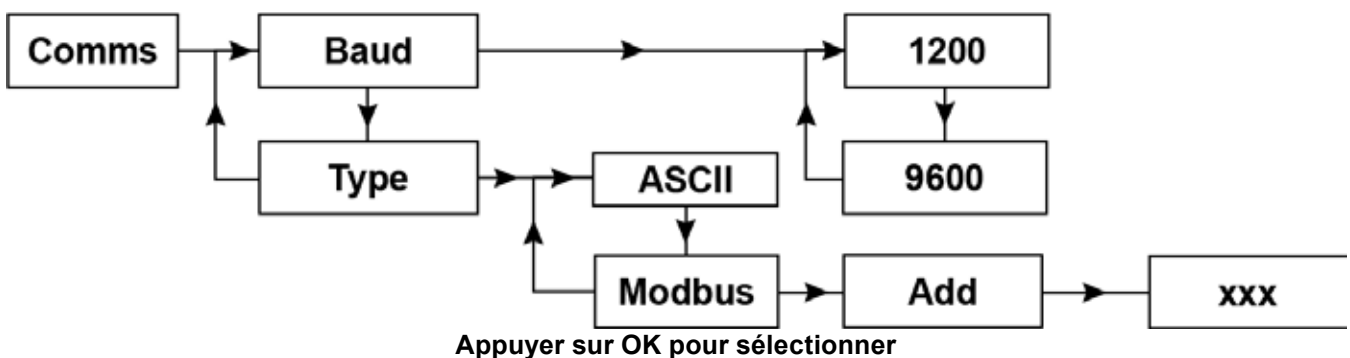 Comms Baud 1200
Type ASCII 9600
Modbus Add xxx
Appuyer sur OK pour sélectionner